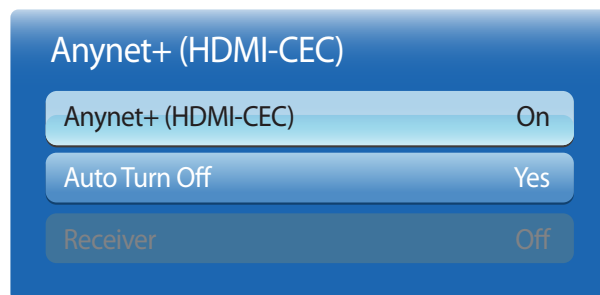 Anynet+ (HDMI-CEC)
Anynet+ (HDMI-CEC) On
Auto Turn Off Yes
Receiver Off